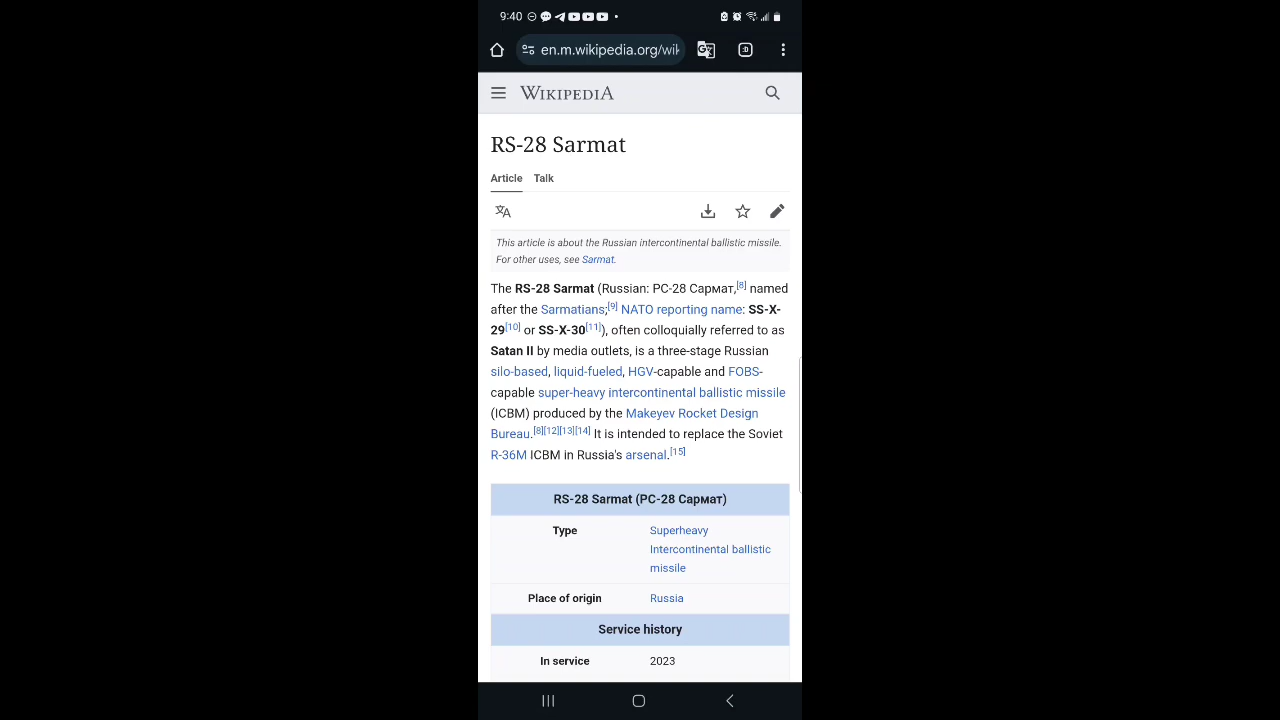 9:40
en.m.wikipedia.org/wik
:D
WIKIPEDIA
RS-28 Sarmat
Article Talk
This article is about the Russian intercontinental ballistic missile.
For other uses, see Sarmat.
The RS-28 Sarmat (Russian: РС-28 Сармат,[8] named
after the Sarmatians;[9] NATO reporting name: SS-X-
29[10] or SS-X-30[11]), often colloquially referred to as
Satan II by media outlets, is a three-stage Russian
silo-based, liquid-fueled, HGV-capable and FOBS-
capable super-heavy intercontinental ballistic missile
(ICBM) produced by the Makeyev Rocket Design
Bureau.[8][12][13][14] It is intended to replace the Soviet
R-36M ICBM in Russia's arsenal.[15]
RS-28 Sarmat (РС-28 Сармат)
Type Superheavy
Intercontinental ballistic
missile
Place of origin Russia
Service history
In service 2023